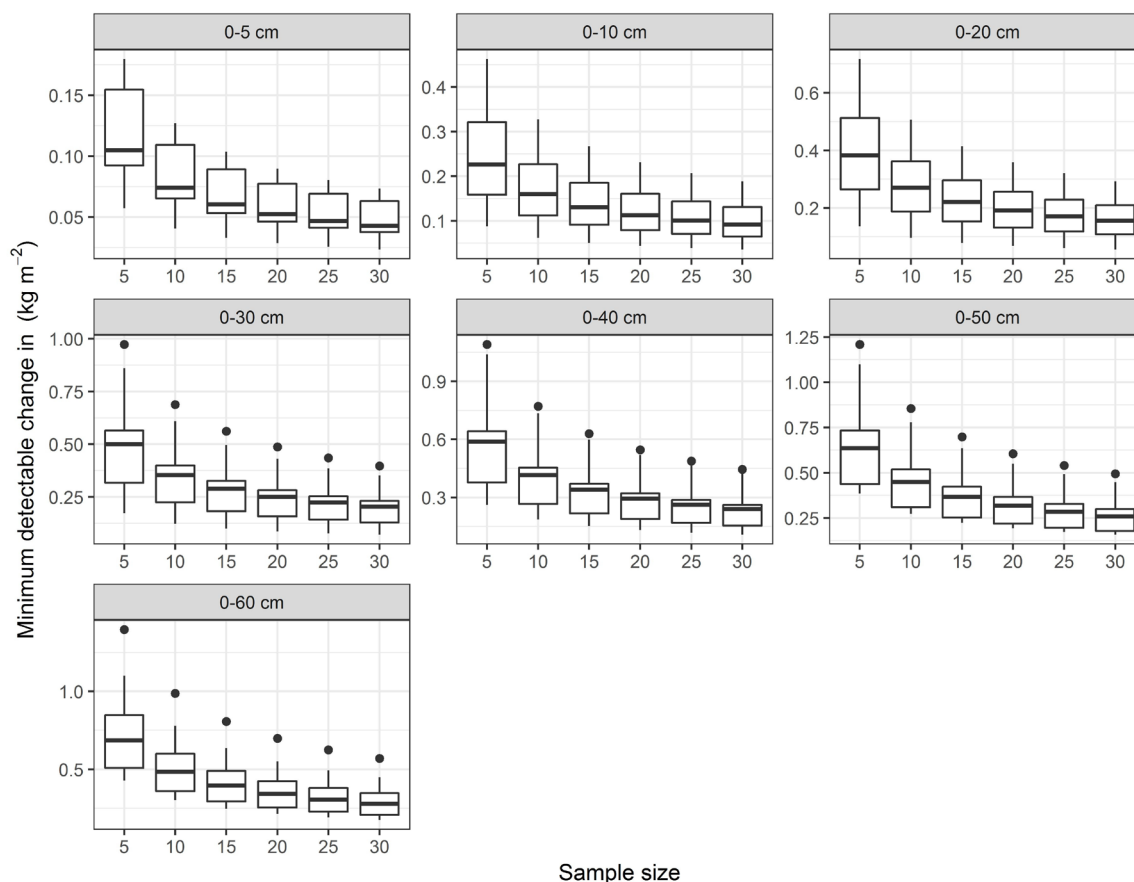 0-5 cm
0-10 cm
0-20 cm
0.15
0.10
0.05
0.4
0.3
0.2
0.1
0.6
0.4
0.2
5 10 15 20 25 30
5 10 15 20 25 30
5 10 15 20 25 30
0-30 cm
0-40 cm
0-50 cm
1.00
0.75
0.50
0.25
0.9
0.6
0.3
1.25
1.00
0.75
0.50
0.25
5 10 15 20 25 30
5 10 15 20 25 30
5 10 15 20 25 30
0-60 cm
1.0
0.5
5 10 15 20 25 30
Minimum detectable change in (kg m⁻²)
Sample size